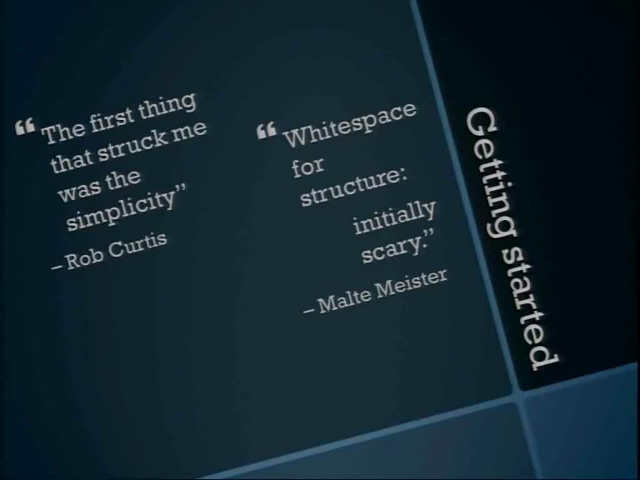 “The first thing
that struck me
was the
simplicity”
– Rob Curtis
“Whitespace
for
structure:
initially
scary.”
– Malte Meister
Getting started